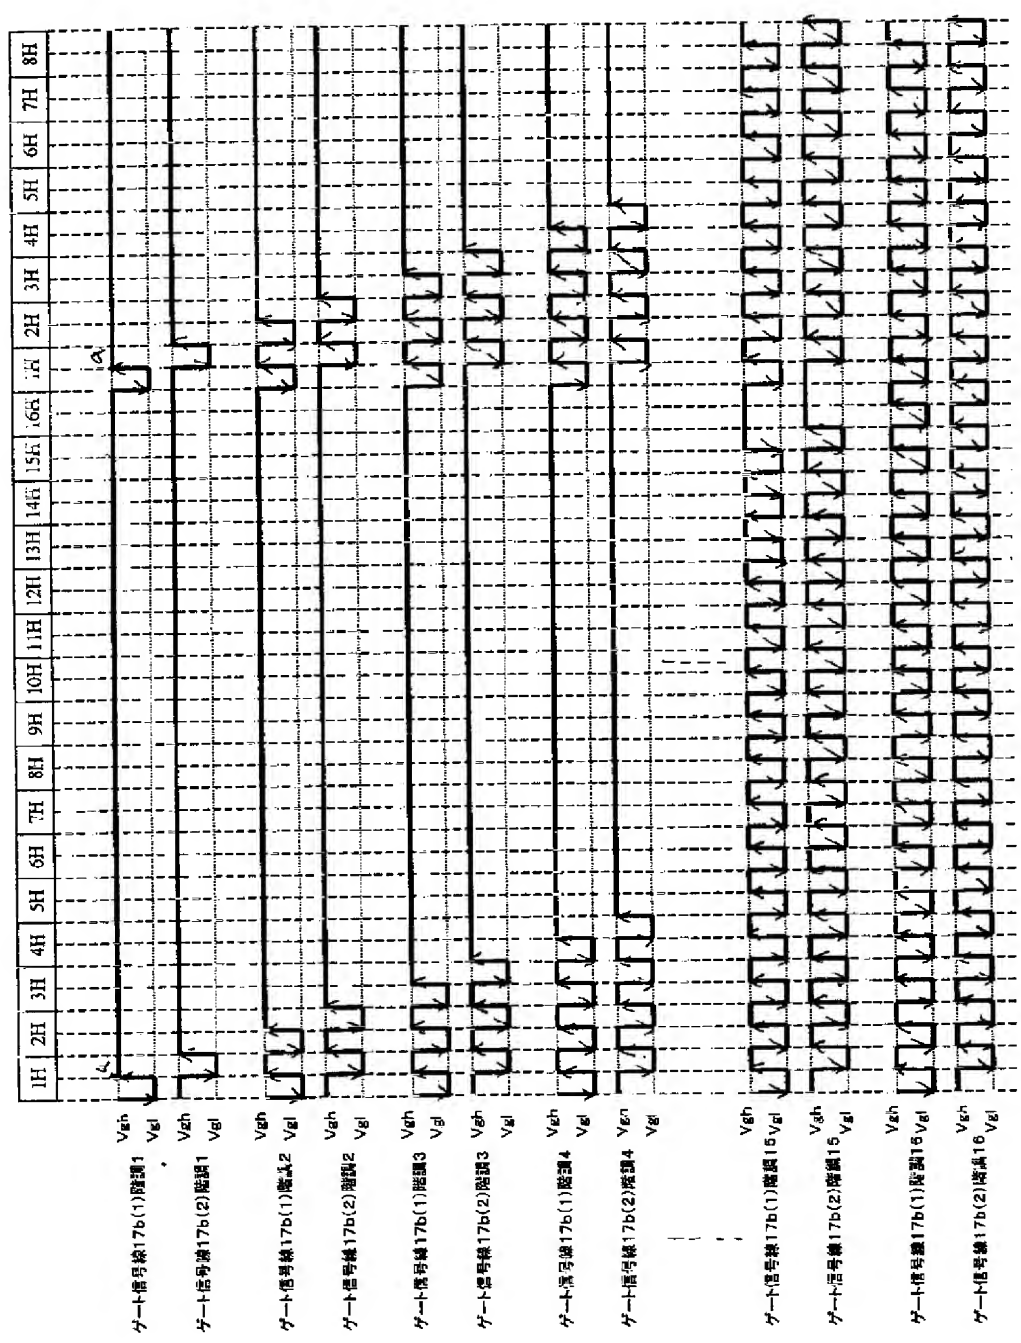 1H 2H 3H 4H 5H 6H 7H 8H 9H 10H 11H 12H 13H 14H 15H 16H 1H 2H 3H 4H 5H 6H 7H 8H
ゲート信号線17b(1)階調1 Vgh Vgl
ゲート信号線17b(2)階調1 Vgh Vgl
ゲート信号線17b(1)階調2 Vgh Vgl
ゲート信号線17b(2)階調2 Vgh Vgl
ゲート信号線17b(1)階調3 Vgh Vgl
ゲート信号線17b(2)階調3 Vgh Vgl
ゲート信号線17b(1)階調4 Vgh Vgl
ゲート信号線17b(2)階調4 Vgh Vgl
ゲート信号線17b(1)階調15 Vgh Vgl
ゲート信号線17b(2)階調15 Vgh Vgl
ゲート信号線17b(1)階調16 Vgh Vgl
ゲート信号線17b(2)階調16 Vgh Vgl
a